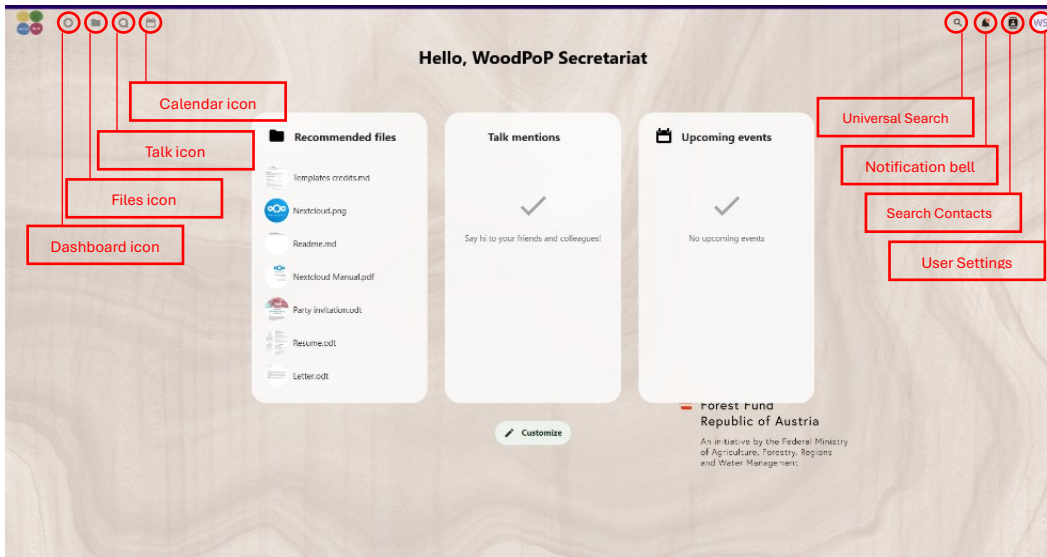 WS
Hello, WoodPoP Secretariat
Calendar icon
Talk icon
Files icon
Dashboard icon
Universal Search
Notification bell
Search Contacts
User Settings
Recommended files
Templates credits.md
Nextcloud.png
Readme.md
Nextcloud Manual.pdf
Party invitation.odt
Resume.odt
Letter.odt
Talk mentions
Say hi to your friends and colleagues!
Upcoming events
No upcoming events
Customize
Forest Fund
Republic of Austria
An initiative by the Federal Ministry
of Agriculture, Forestry, Regions
and Water Management